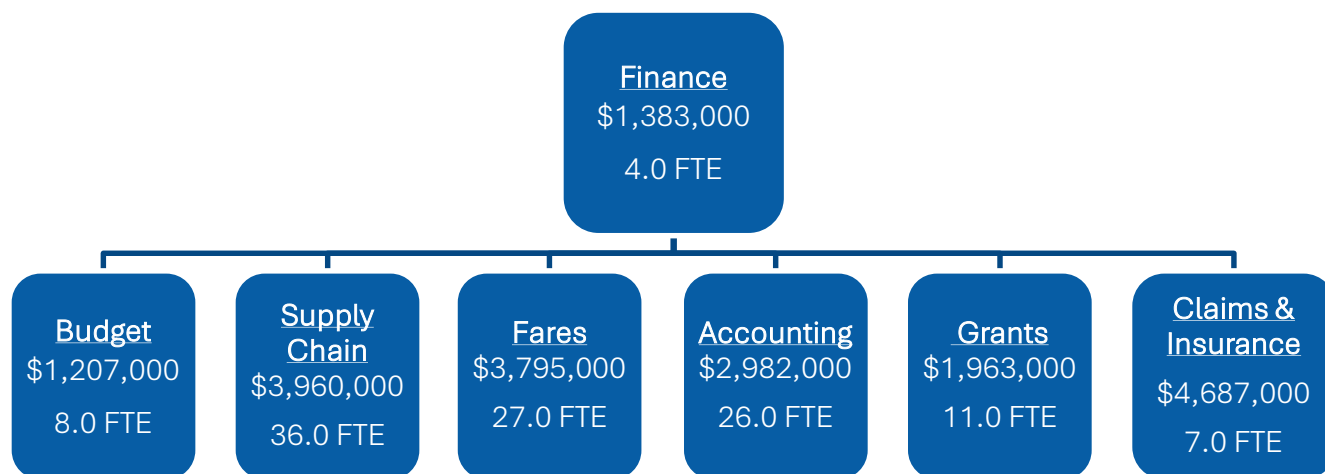 Finance
$1,383,000
4.0 FTE
Budget
$1,207,000
8.0 FTE
Supply
Chain
$3,960,000
36.0 FTE
Fares
$3,795,000
27.0 FTE
Accounting
$2,982,000
26.0 FTE
Grants
$1,963,000
11.0 FTE
Claims &
Insurance
$4,687,000
7.0 FTE